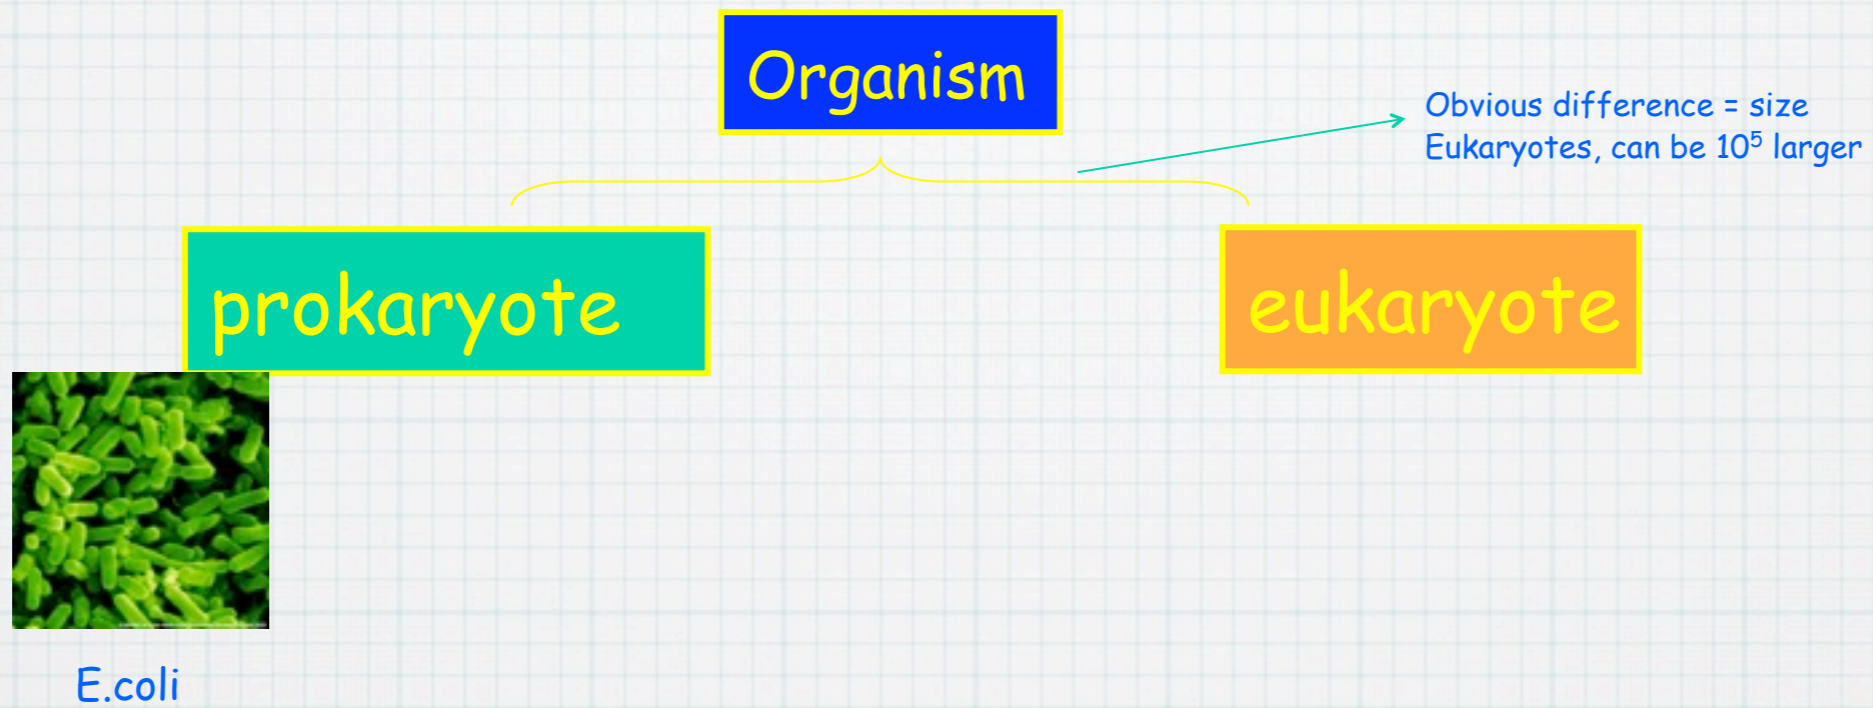 Organism
Obvious difference = size
Eukaryotes, can be 10⁵ larger
prokaryote
eukaryote
E.coli